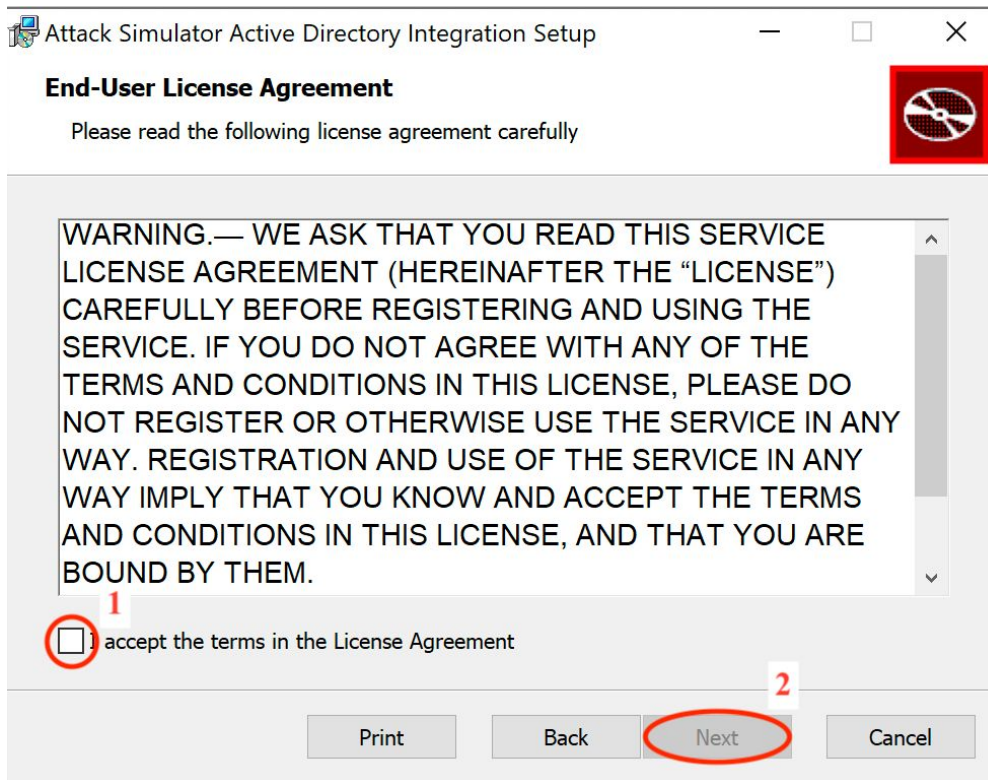 Attack Simulator Active Directory Integration Setup
End-User License Agreement
Please read the following license agreement carefully
WARNING.— WE ASK THAT YOU READ THIS SERVICE
LICENSE AGREEMENT (HEREINAFTER THE “LICENSE”)
CAREFULLY BEFORE REGISTERING AND USING THE
SERVICE. IF YOU DO NOT AGREE WITH ANY OF THE
TERMS AND CONDITIONS IN THIS LICENSE, PLEASE DO
NOT REGISTER OR OTHERWISE USE THE SERVICE IN ANY
WAY. REGISTRATION AND USE OF THE SERVICE IN ANY
WAY IMPLY THAT YOU KNOW AND ACCEPT THE TERMS
AND CONDITIONS IN THIS LICENSE, AND THAT YOU ARE
BOUND BY THEM.
1
I accept the terms in the License Agreement
2
Print Back Next Cancel